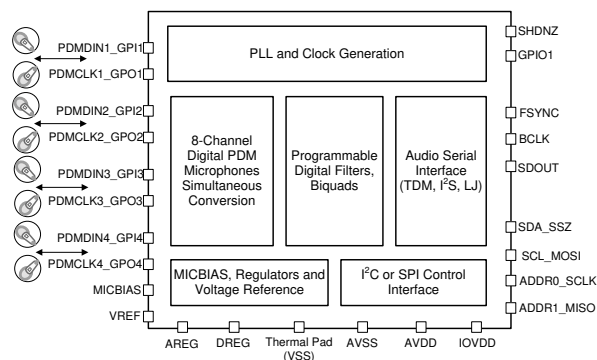 PDMDIN1_GPI1
PDMCLK1_GPO1
PDMDIN2_GPI2
PDMCLK2_GPO2
PDMDIN3_GPI3
PDMCLK3_GPO3
PDMDIN4_GPI4
PDMCLK4_GPO4
MICBIAS
VREF
PLL and Clock Generation
8-Channel
Digital PDM
Microphones
Simultaneous
Conversion
Programmable
Digital Filters,
Biquads
Audio Serial
Interface
(TDM, I²S, LJ)
MICBIAS, Regulators and
Voltage Reference
I²C or SPI Control
Interface
SHDNZ
GPIO1
FSYNC
BCLK
SDOUT
SDA_SSZ
SCL_MOSI
ADDR0_SCLK
ADDR1_MISO
AREG
DREG
Thermal Pad
(VSS)
AVSS
AVDD
IOVDD